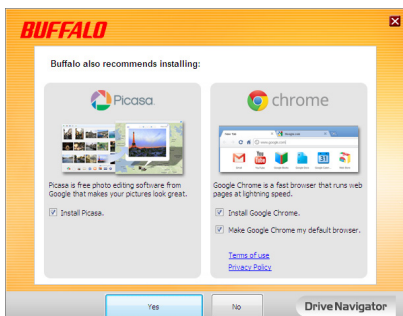 BUFFALO
Buffalo also recommends installing:
Picasa
chrome
Picasa is free photo editing software from
Google that makes your pictures look great.
Install Picasa.
Google Chrome is a fast browser that runs web
pages at lightning speed.
Install Google Chrome.
Make Google Chrome my default browser.
Terms of use
Privacy Policy
Yes
No
Drive Navigator